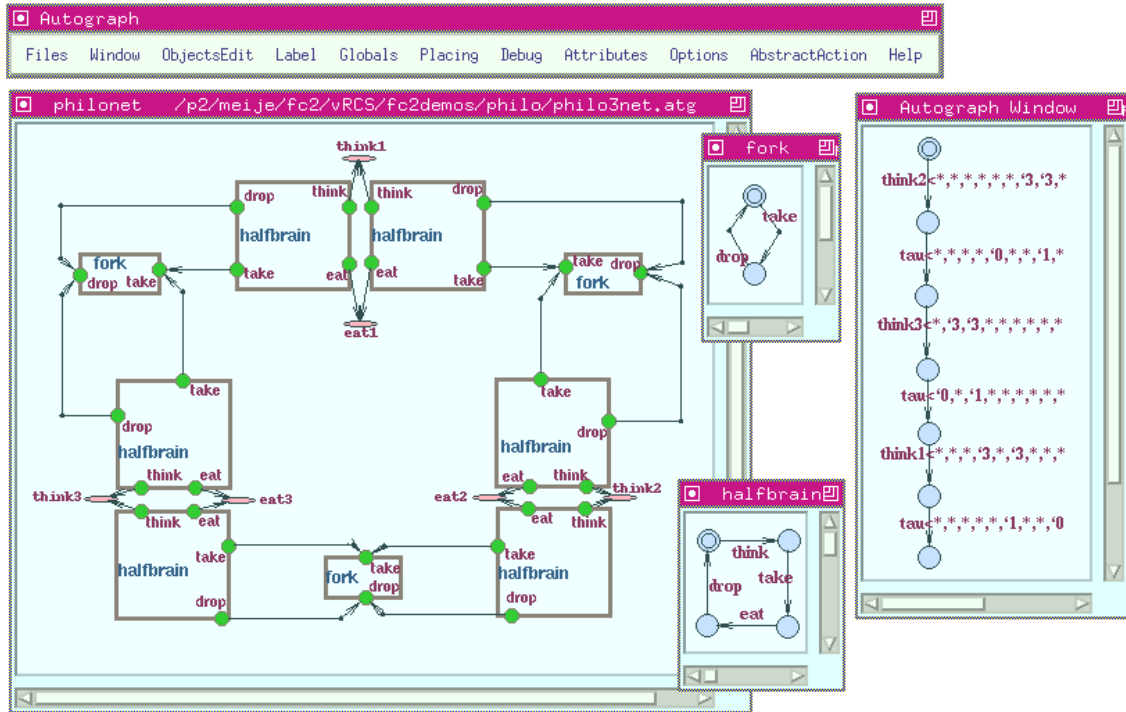 Autograph
Files Window ObjectsEdit Label Globals Placing Debug Attributes Options AbstractAction Help
philonet /p2/meije/fc2/vRCS/fc2demos/philo/philo3net.atg
think1
drop think think drop
halfbrain halfbrain
fork
drop take
take eat eat take
take drop
fork
eat1
take
drop
halfbrain
think eat
think3 eat3
think eat
halfbrain
take
drop
take
drop
halfbrain
eat think
eat2 think2
eat think
take
halfbrain
drop
fork
take
drop
fork
take
drop
halfbrain
think
take
drop
eat
Autograph Window
think2<*,*,*,*,*,*,‘3,‘3,*
tau<*,*,*,*,‘0,*,*,‘1,*
think3<*,‘3,‘3,*,*,*,*,*,*
tau<‘0,*,‘1,*,*,*,*,*,*
think1<*,*,*,‘3,*,‘3,*,*,*
tau<*,*,*,*,*,‘1,*,*,‘0